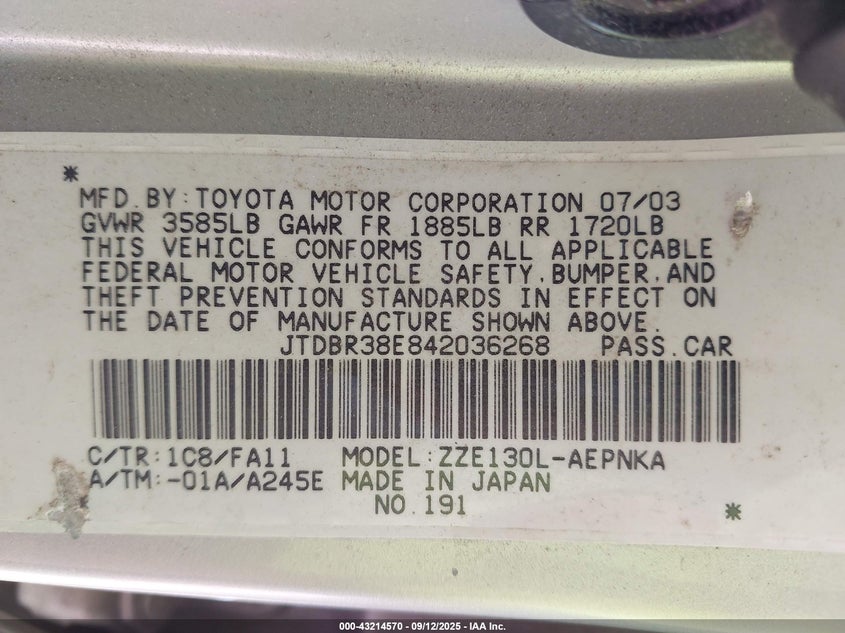 MFD. BY: TOYOTA MOTOR CORPORATION 07/03
GVWR 3585LB GAWR FR 1885LB RR 1720LB
THIS VEHICLE CONFORMS TO ALL APPLICABLE
FEDERAL MOTOR VEHICLE SAFETY, BUMPER, AND
THEFT PREVENTION STANDARDS IN EFFECT ON
THE DATE OF MANUFACTURE SHOWN ABOVE.
JTDBR38E842036268 PASS. CAR
C/TR: 1C8/FA11 MODEL: ZZE130L-AEPNKA
A/TM: -01A/A245E MADE IN JAPAN
NO. 191
000-43214570 - 09/12/2025 - IAA Inc.